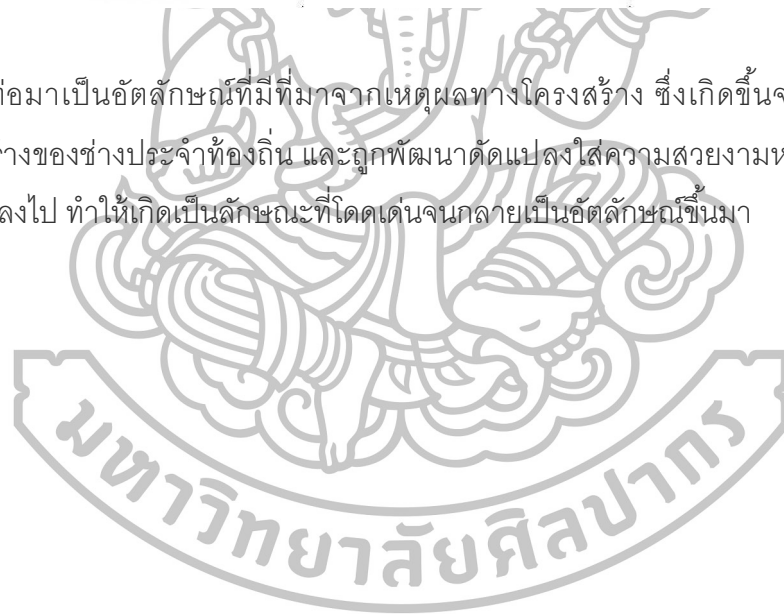 ต่อมาเป็นอัตลักษณ์ที่มีที่มาจากเหตุผลทางโครงสร้าง ซึ่งเกิดขึ้นจ
างของช่างประจำท้องถิ่น และถูกพัฒนาดัดแปลงใส่ความสวยงามห
ลงไป ทำให้เกิดเป็นลักษณะที่โดดเด่นจนกลายเป็นอัตลักษณ์ขึ้นมา
มหาวิทยาลัยศิลปากร